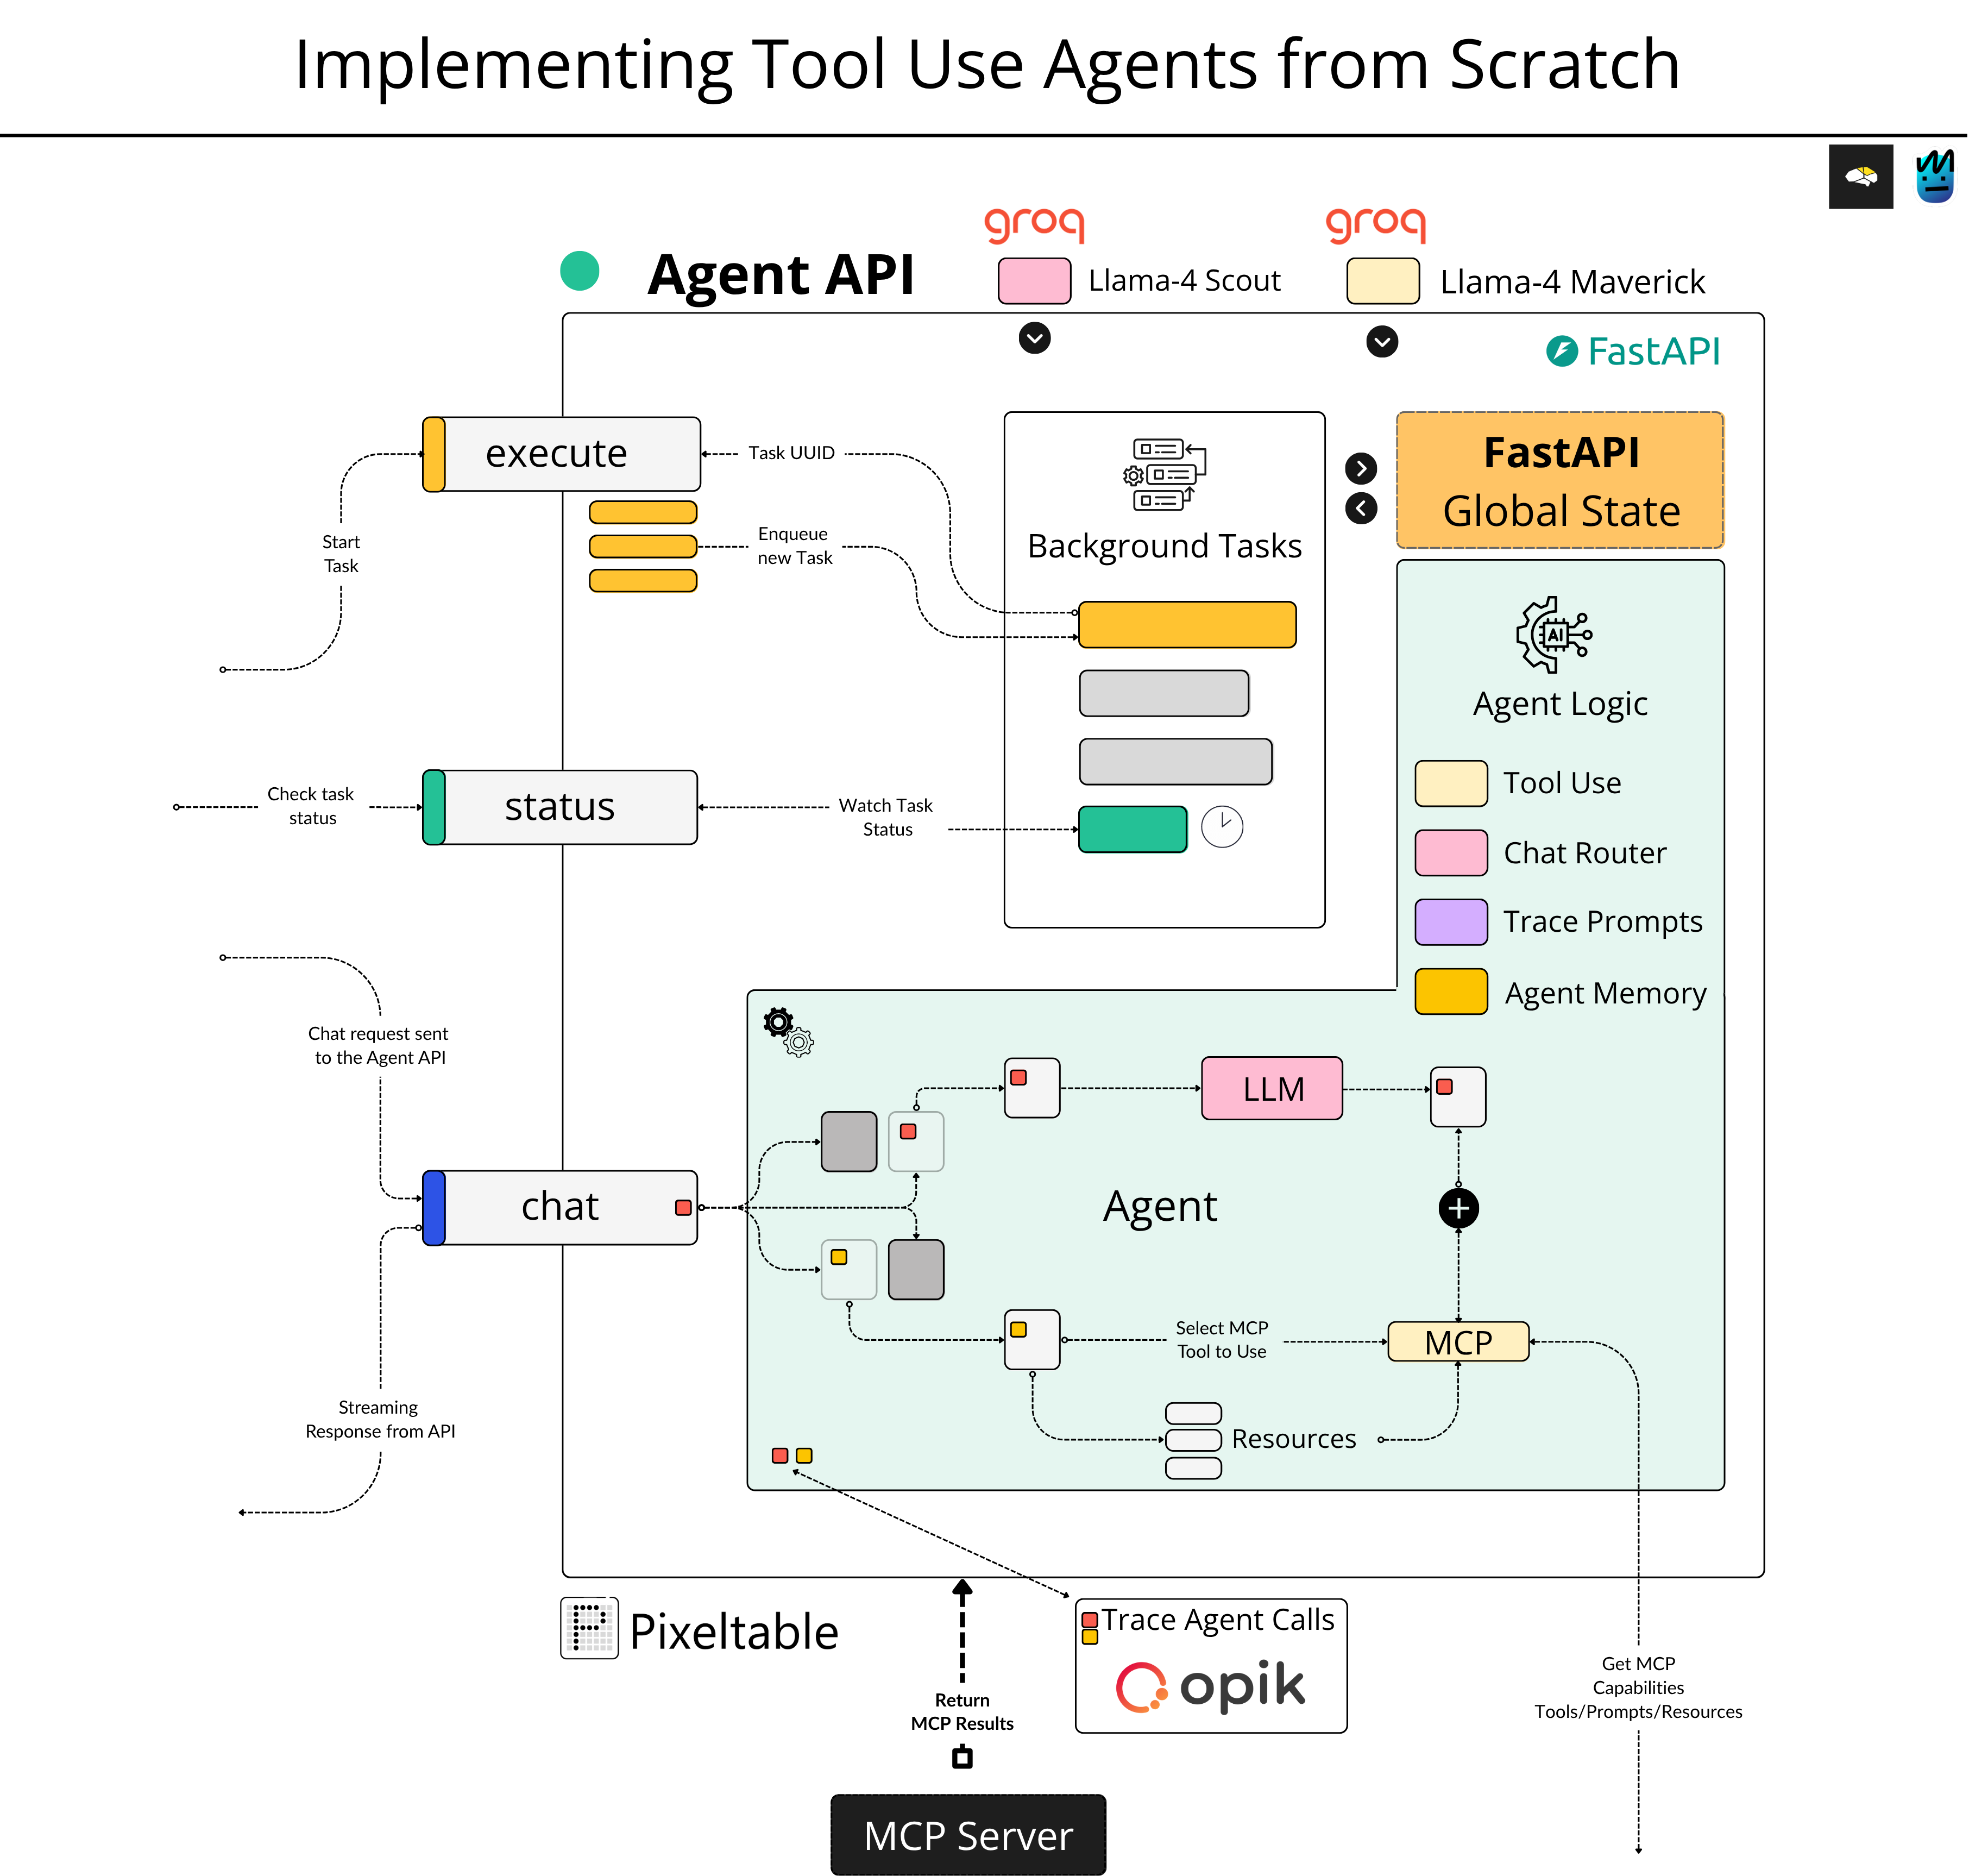 Implementing Tool Use Agents from Scratch
groq
groq
Agent API
Llama-4 Scout
Llama-4 Maverick
FastAPI
execute
Task UUID
Start
Task
Enqueue
new Task
Background Tasks
FastAPI
Global State
AI
Agent Logic
Tool Use
Chat Router
Trace Prompts
Agent Memory
Check task
status
status
Watch Task
Status
Chat request sent
to the Agent API
LLM
chat
Agent
Select MCP
Tool to Use
MCP
Resources
Streaming
Response from API
Pixeltable
Trace Agent Calls
opik
Return
MCP Results
Get MCP
Capabilities
Tools/Prompts/Resources
MCP Server